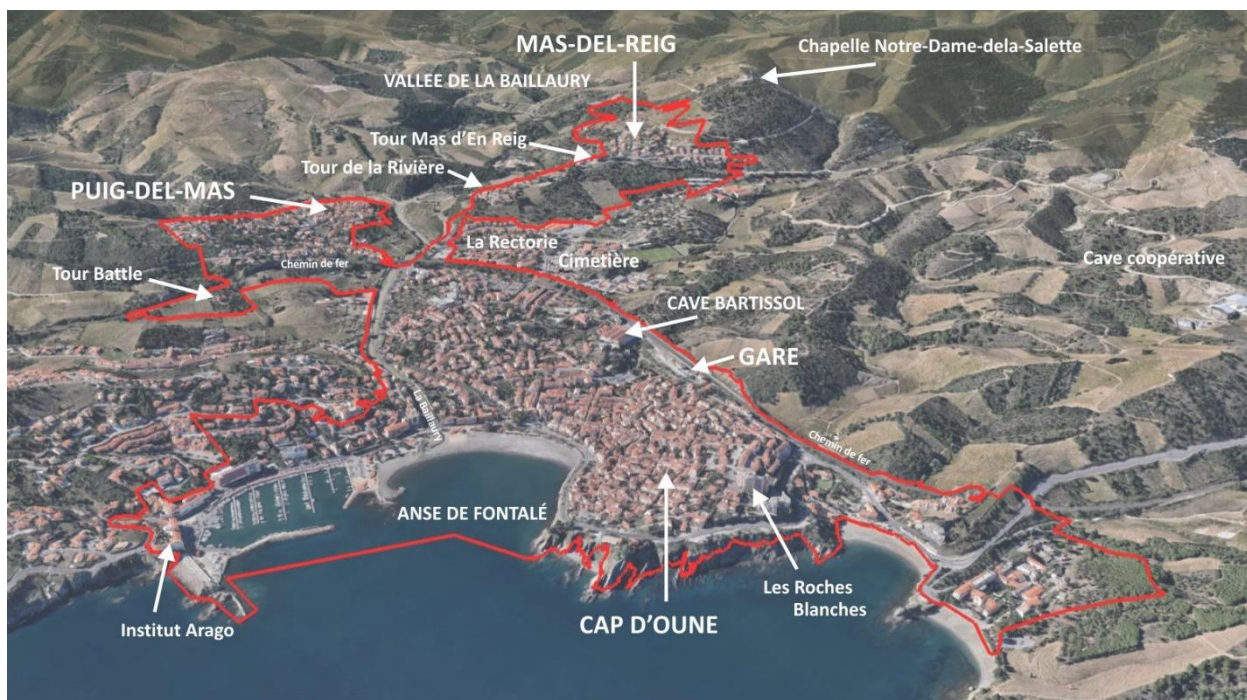 MAS-DEL-REIG
Chapelle Notre-Dame-dela-Salette
VALLEE DE LA BAILLAURY
Tour Mas d'En Reig
Tour de la Rivière
PUIG-DEL-MAS
La Rectorie
Chemin de fer
Cimetière
Cave coopérative
Tour Battle
CAVE BARTISSOL
GARE
La Baillaury
Chemin de fer
ANSE DE FONTALÉ
Les Roches
Blanches
Institut Arago
CAP D'OUNE